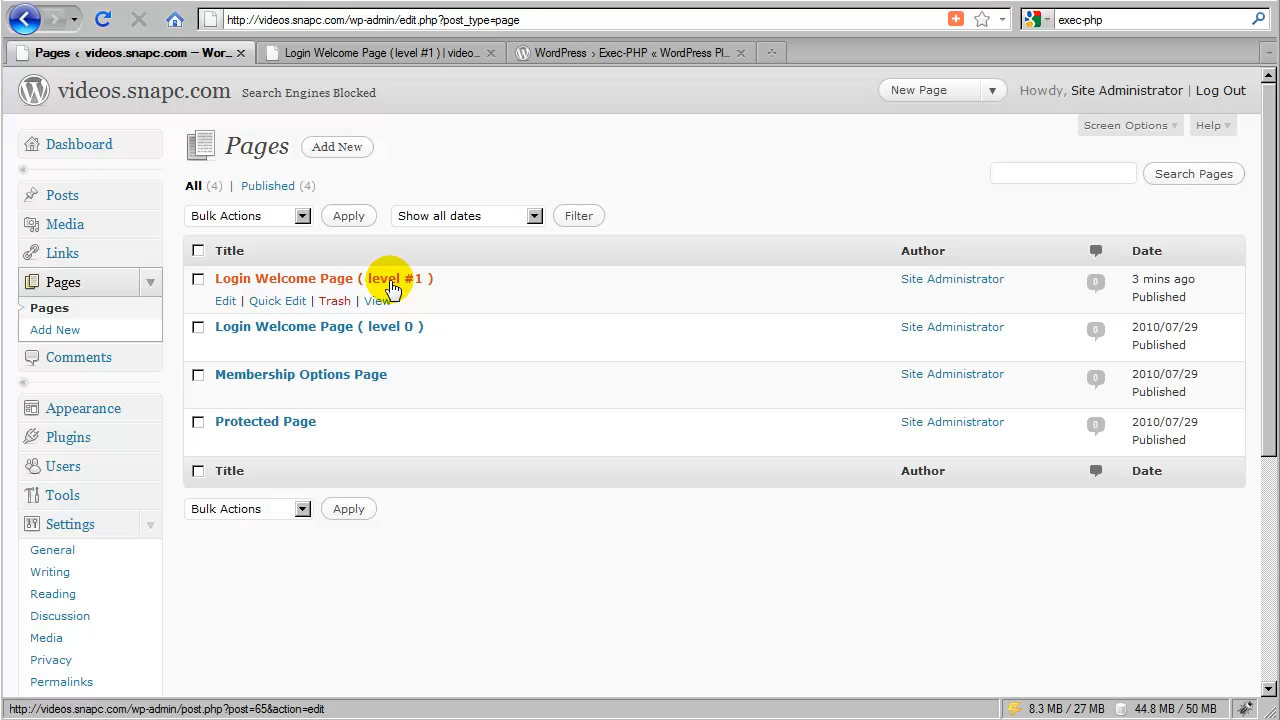 http://videos.snapc.com/wp-admin/edit.php?post_type=page
exec-php
Pages ‹ videos.snapc.com — Wor...
Login Welcome Page ( level #1 ) | video...
WordPress › Exec-PHP « WordPress Pl...
videos.snapc.com
Search Engines Blocked
New Page
Howdy, Site Administrator | Log Out
Screen Options
Help
Dashboard
Posts
Media
Links
Pages
Pages
Add New
Comments
Appearance
Plugins
Users
Tools
Settings
General
Writing
Reading
Discussion
Media
Privacy
Permalinks
Pages
Add New
All (4) | Published (4)
Search Pages
Bulk Actions
Apply
Show all dates
Filter
Title Author Date
Login Welcome Page ( level #1 ) Site Administrator 0 3 mins ago
Edit | Quick Edit | Trash | View Published
Login Welcome Page ( level 0 ) Site Administrator 0 2010/07/29
Published
Membership Options Page Site Administrator 0 2010/07/29
Published
Protected Page Site Administrator 0 2010/07/29
Published
Title Author Date
Bulk Actions
Apply
http://videos.snapc.com/wp-admin/post.php?post=65&action=edit
8.3 MB / 27 MB
44.8 MB / 50 MB